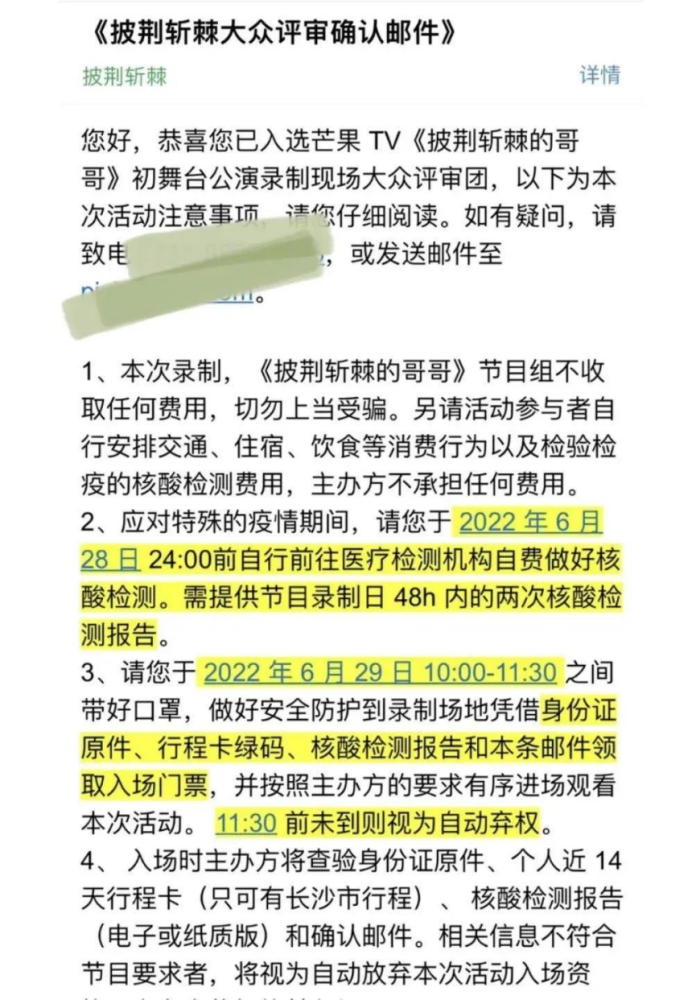 《披荆斩棘大众评审确认邮件》
披荆斩棘 详情
您好，恭喜您已入选芒果 TV《披荆斩棘的哥
哥》初舞台公演录制现场大众评审团，以下为本
次活动注意事项，请您仔细阅读。如有疑问，请
致电，或发送邮件至
。
1、本次录制，《披荆斩棘的哥哥》节目组不收
取任何费用，切勿上当受骗。另请活动参与者自
行安排交通、住宿、饮食等消费行为以及检验检
疫的核酸检测费用，主办方不承担任何费用。
2、应对特殊的疫情期间，请您于 2022 年 6 月
28 日 24:00前自行前往医疗检测机构自费做好核
酸检测。需提供节目录制日 48h 内的两次核酸检
测报告。
3、请您于 2022 年 6 月 29 日 10:00-11:30 之间
带好口罩，做好安全防护到录制场地凭借身份证
原件、行程卡绿码、核酸检测报告和本条邮件领
取入场门票，并按照主办方的要求有序进场观看
本次活动。 11:30 前未到则视为自动弃权。
4、 入场时主办方将查验身份证原件、个人近 14
天行程卡（只可有长沙市行程）、 核酸检测报告
（电子或纸质版）和确认邮件。相关信息不符合
节目要求者，将视为自动放弃本次活动入场资